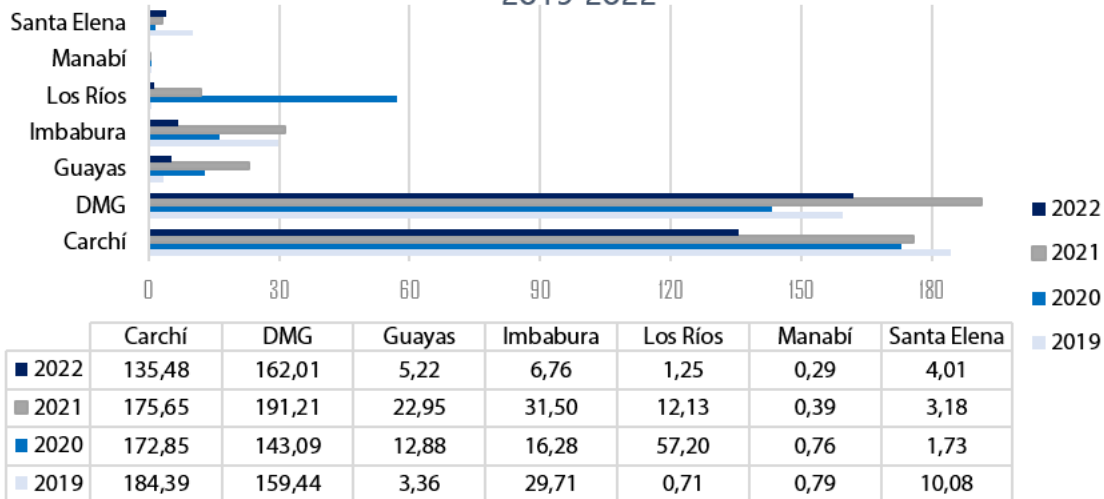 2019-2022
Santa Elena
Manabí
Los Ríos
Imbabura
Guayas
DMG
Carchí
0 30 60 90 120 150 180
2022
2021
2020
2019
Carchí DMG Guayas Imbabura Los Ríos Manabí Santa Elena
2022 135,48 162,01 5,22 6,76 1,25 0,29 4,01
2021 175,65 191,21 22,95 31,50 12,13 0,39 3,18
2020 172,85 143,09 12,88 16,28 57,20 0,76 1,73
2019 184,39 159,44 3,36 29,71 0,71 0,79 10,08